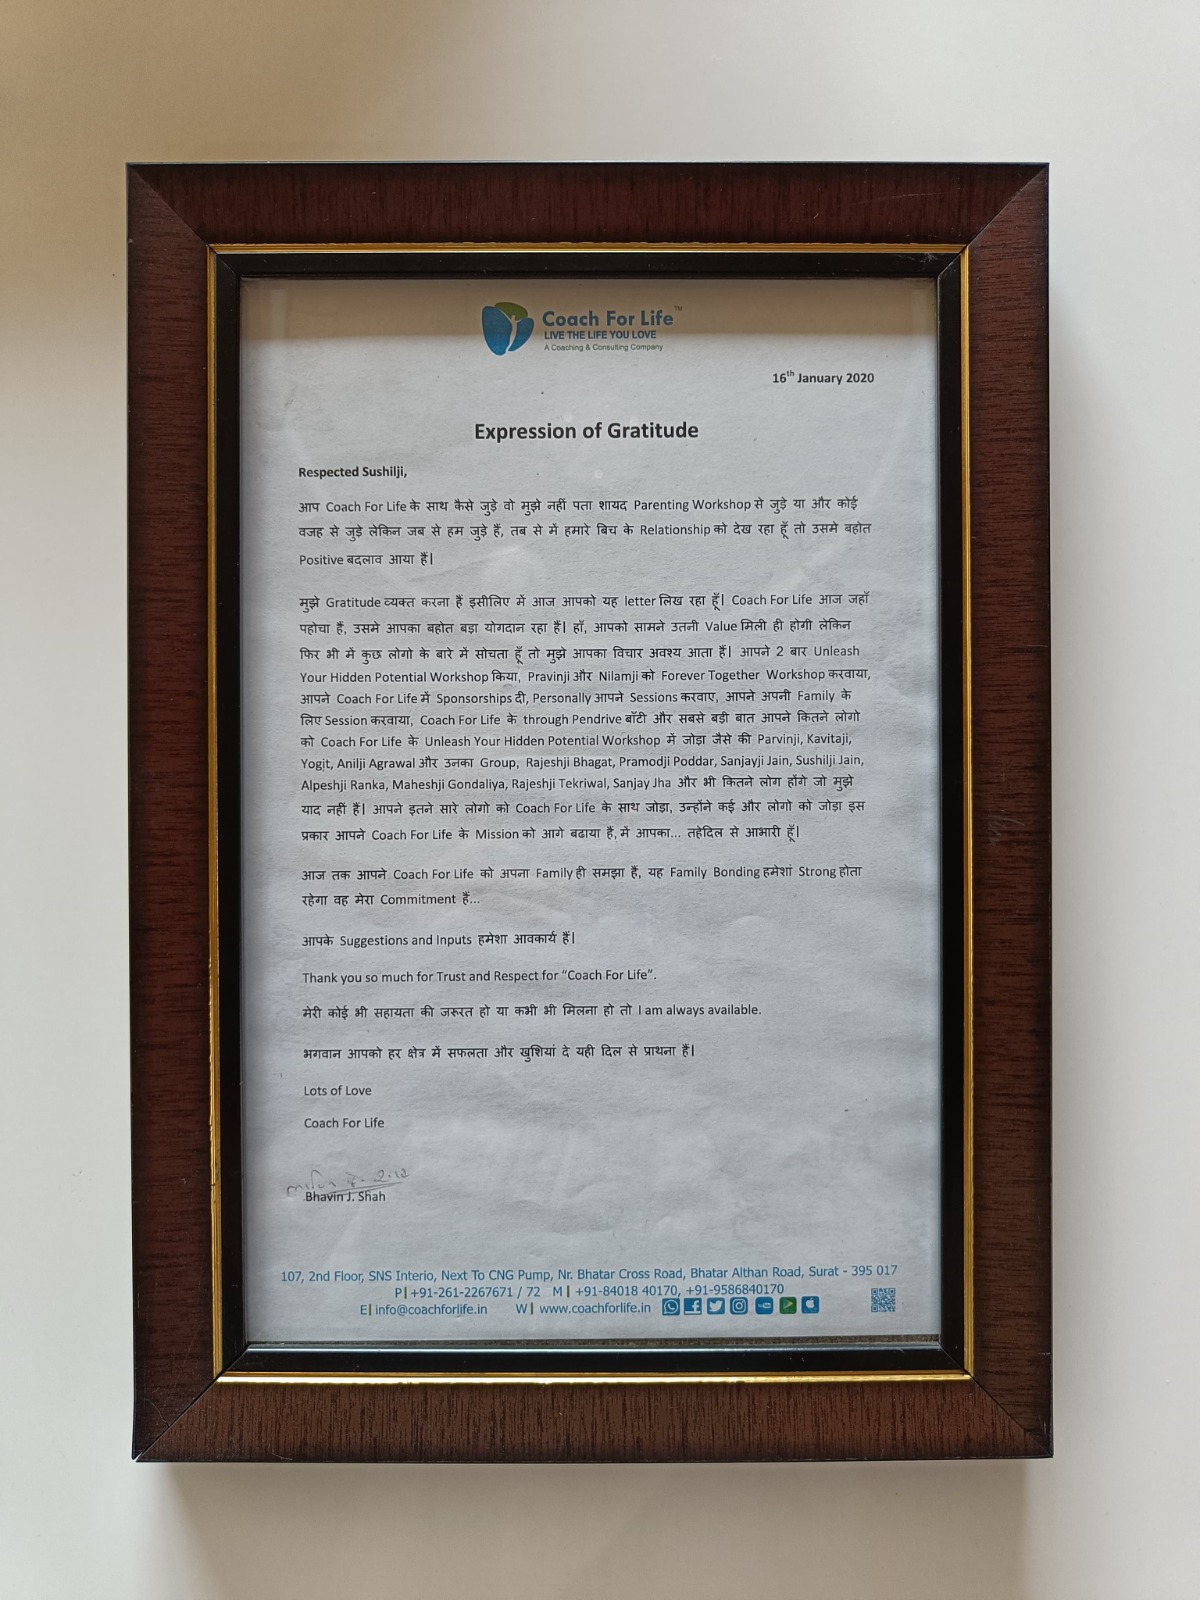 Coach For Life™
LIVE THE LIFE YOU LOVE
A Coaching & Consulting Company
16th January 2020
Expression of Gratitude
Respected Sushilji,
आप Coach For Life के साथ कैसे जुड़े वो मुझे नहीं पता शायद Parenting Workshop से जुड़े या और कोई
वजह से जुड़े लेकिन जब से हम जुड़े हैं, तब से में हमारे बिच के Relationship को देख रहा हूँ तो उसमे बहोत
Positive बदलाव आया हैं।
मुझे Gratitude व्यक्त करना हैं इसीलिए में आज आपको यह letter लिख रहा हूँ। Coach For Life आज जहाँ
पहोचा हैं, उसमे आपका बहोत बड़ा योगदान रहा हैं। हाँ, आपको सामने उतनी Value मिली ही होगी लेकिन
फिर भी में कुछ लोगो के बारे में सोचता हूँ तो मुझे आपका विचार अवश्य आता हैं। आपने 2 बार Unleash
Your Hidden Potential Workshop किया, Pravinji और Nilamji को Forever Together Workshop करवाया,
आपने Coach For Life में Sponsorships दी, Personally आपने Sessions करवाए, आपने अपनी Family के
लिए Session करवाया, Coach For Life के through Pendrive बाँटी और सबसे बड़ी बात आपने कितने लोगो
को Coach For Life के Unleash Your Hidden Potential Workshop में जोड़ा जैसे की Parvinji, Kavitaji,
Yogit, Anilji Agrawal और उनका Group, Rajeshji Bhagat, Pramodji Poddar, Sanjayji Jain, Sushilji Jain,
Alpeshji Ranka, Maheshji Gondaliya, Rajeshji Tekriwal, Sanjay Jha और भी कितने लोग होंगे जो मुझे
याद नहीं हैं। आपने इतने सारे लोगो को Coach For Life के साथ जोड़ा, उन्होंने कई और लोगो को जोड़ा इस
प्रकार आपने Coach For Life के Mission को आगे बढाया हैं, में आपका... तहेदिल से आभारी हूँ।
आज तक आपने Coach For Life को अपना Family ही समझा हैं, यह Family Bonding हमेशां Strong होता
रहेगा वह मेरा Commitment हैं...
आपके Suggestions and Inputs हमेशा आवकार्य हैं।
Thank you so much for Trust and Respect for “Coach For Life”.
मेरी कोई भी सहायता की जरूरत हो या कभी भी मिलना हो तो I am always available.
भगवान आपको हर क्षेत्र में सफलता और खुशियां दे यही दिल से प्राथना हैं।
Lots of Love
Coach For Life
Bhavin J. Shah
107, 2nd Floor, SNS Interio, Next To CNG Pump, Nr. Bhatar Cross Road, Bhatar Althan Road, Surat - 395 017
P| +91-261-2267671 / 72 M| +91-84018 40170, +91-9586840170
E| info@coachforlife.in W| www.coachforlife.in